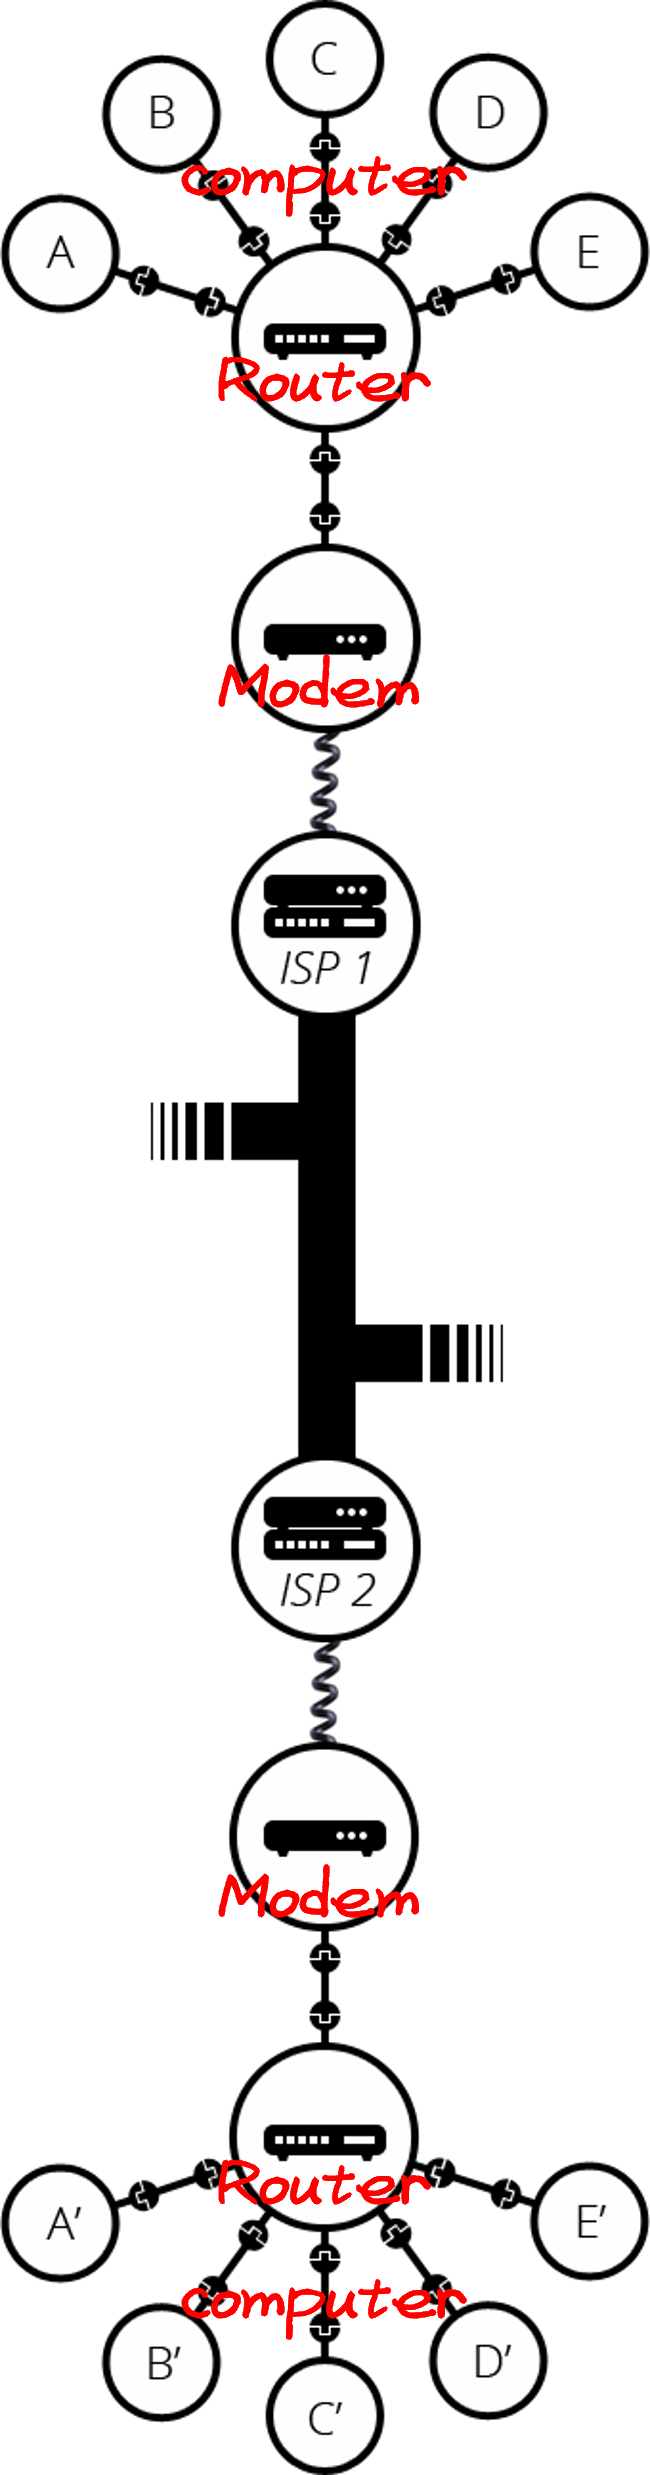 C
B
D
computer
A
E
Router
Modem
ISP 1
ISP 2
Modem
Router
A’
E’
computer
B’
D’
C’